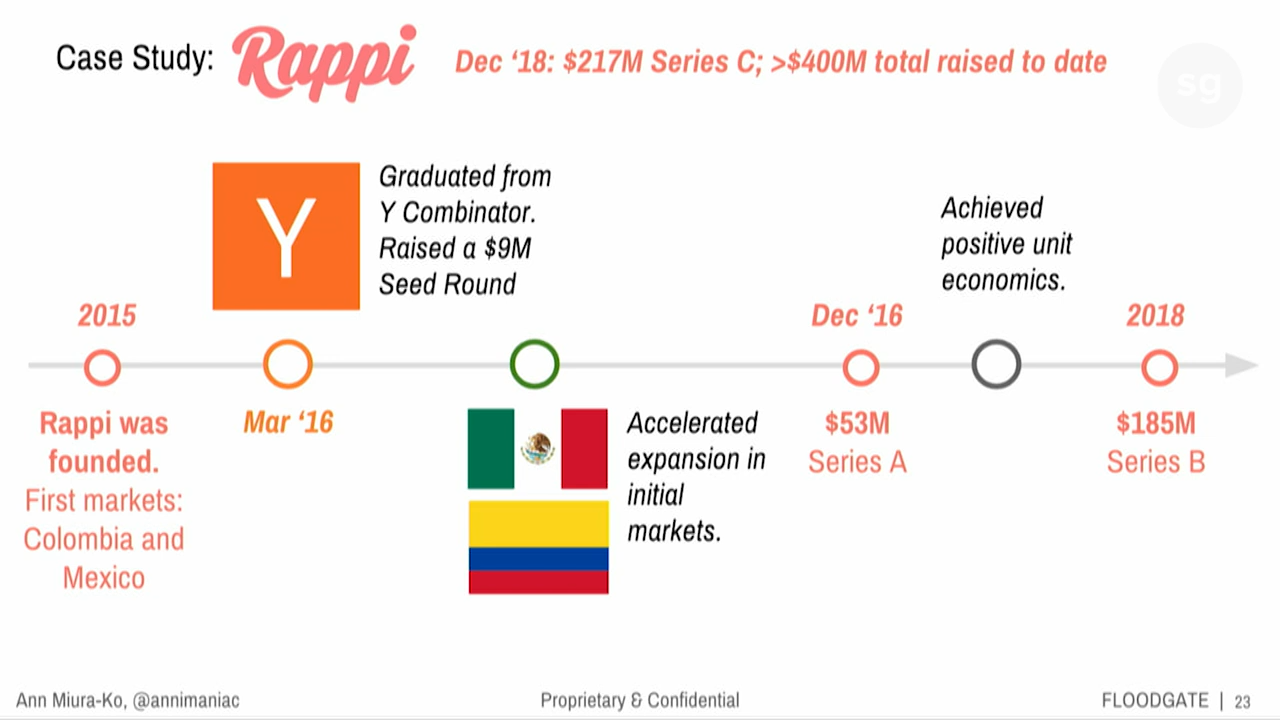 Case Study: Rappi Dec ‘18: $217M Series C; >$400M total raised to date
sg
Y
Graduated from
Y Combinator.
Raised a $9M
Seed Round
Achieved
positive unit
economics.
2015
Dec ‘16
2018
Rappi was
founded.
First markets:
Colombia and
Mexico
Mar ‘16
Accelerated
expansion in
initial
markets.
$53M
Series A
$185M
Series B
Ann Miura-Ko, @annimaniac
Proprietary & Confidential
FLOODGATE | 23